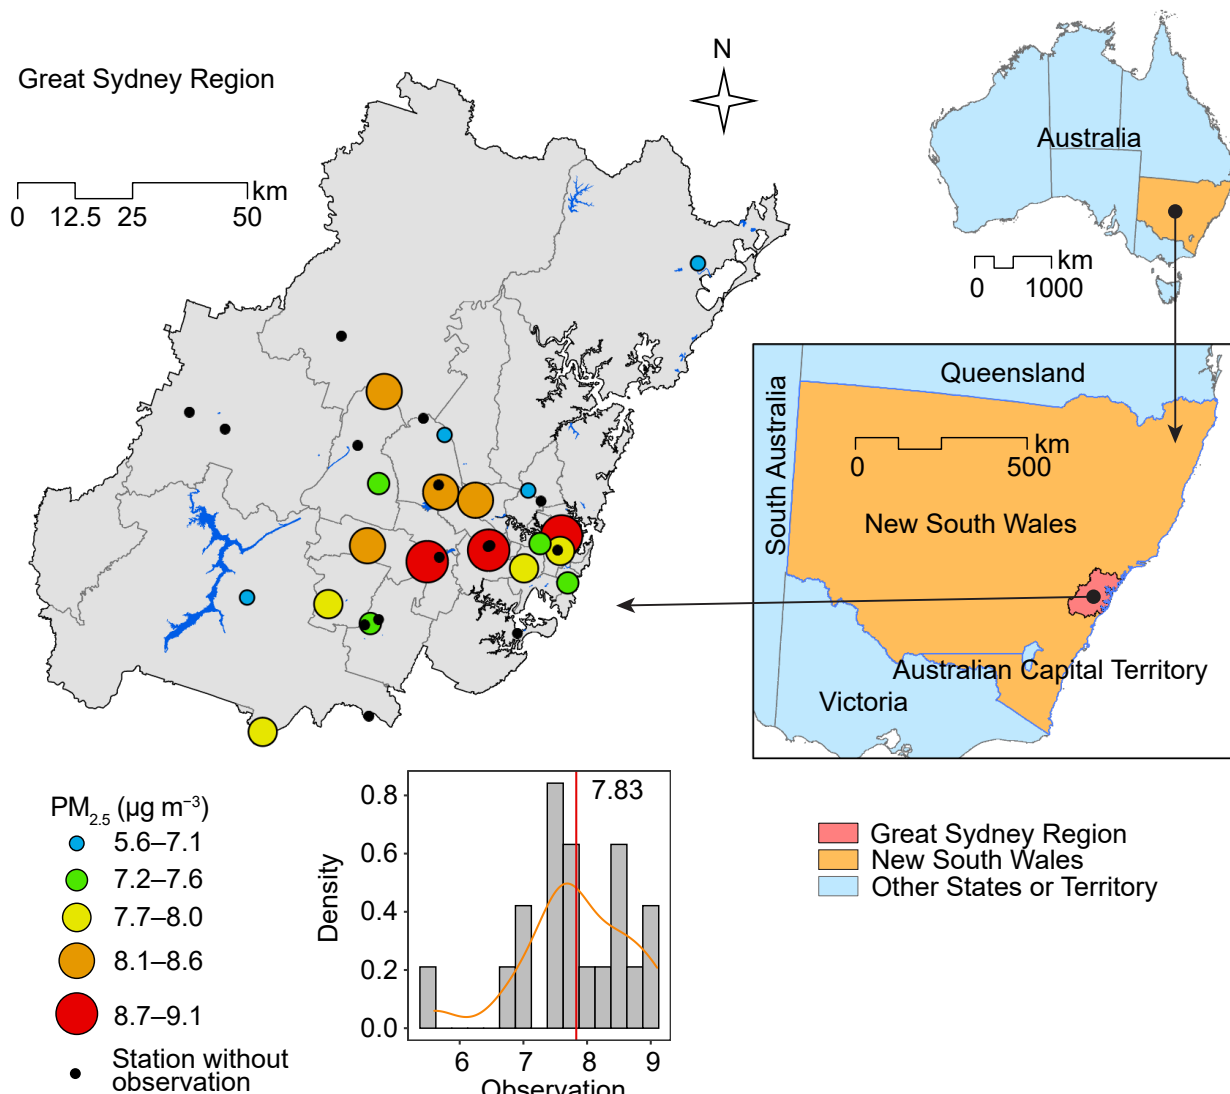 Great Sydney Region
N
km
0 12.5 25 50
Australia
km
0 1000
Queensland
South Australia
km
0 500
New South Wales
Australian Capital Territory
Victoria
PM2.5 (µg m⁻³)
5.6–7.1
7.2–7.6
7.7–8.0
8.1–8.6
8.7–9.1
Station without
observation
7.83
Density
0.8
0.6
0.4
0.2
0.0
6 7 8 9
Observation
Great Sydney Region
New South Wales
Other States or Territory